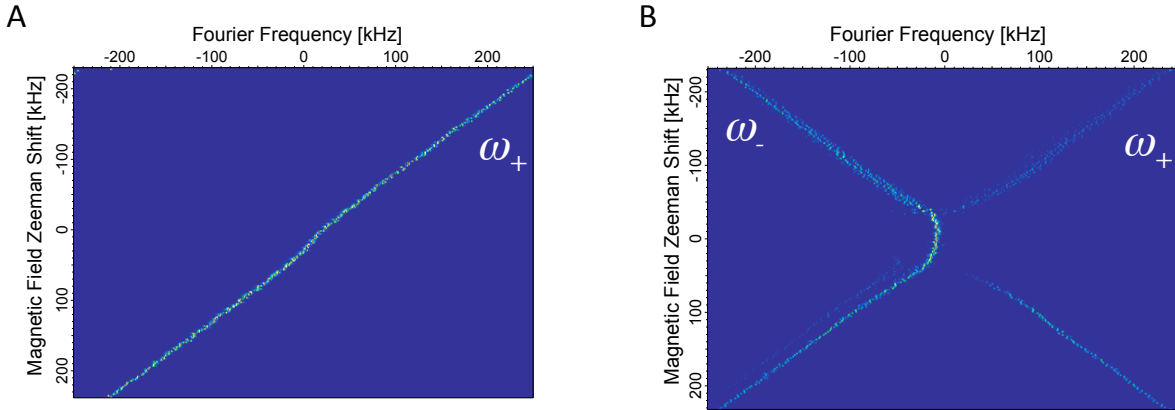 A
Fourier Frequency [kHz]
-200 -100 0 100 200
Magnetic Field Zeeman Shift [kHz]
-200
-100
0
100
200
ω+
B
Fourier Frequency [kHz]
-200 -100 0 100 200
Magnetic Field Zeeman Shift [kHz]
-200
-100
0
100
200
ω-
ω+